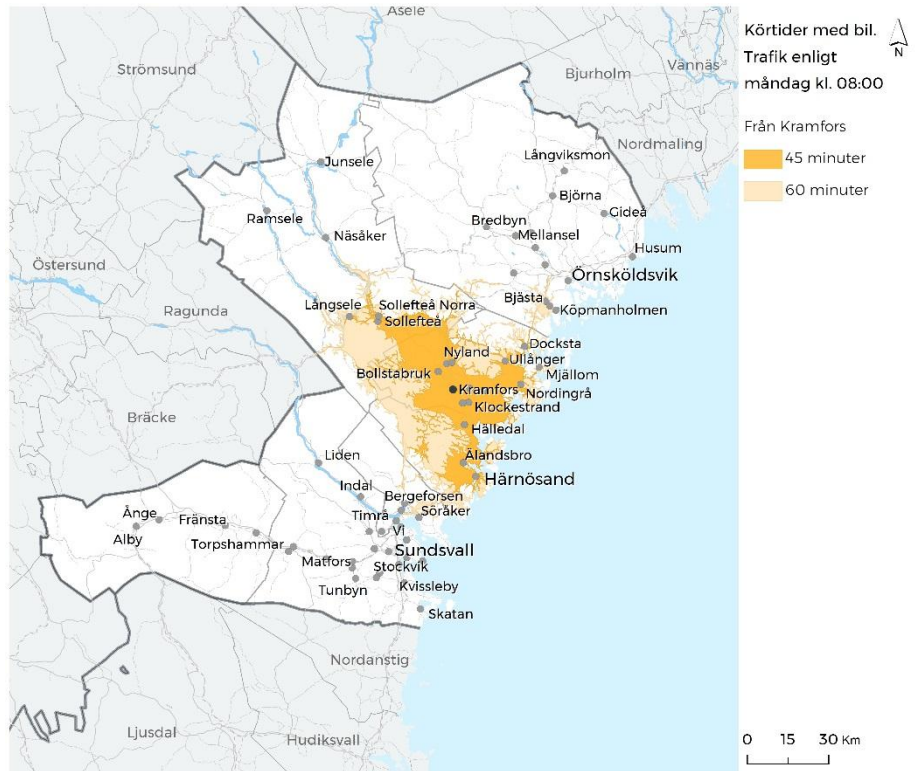 Körtider med bil.
Trafik enligt
måndag kl. 08:00
N
Från Kramfors
45 minuter
60 minuter
Åsele
Strömsund
Bjurholm
Vännäs
Nordmaling
Långviksmon
Junsele
Björna
Ramsele
Bredbyn
Gideå
Näsåker
Mellansel
Husum
Östersund
Örnsköldsvik
Ragunda
Långsele
Sollefteå Norra
Bjästa
Köpmanholmen
Sollefteå
Docksta
Nyland
Ullånger
Bollstabruk
Mjällom
Kramfors
Nordingrå
Klockestrand
Bräcke
Hälledal
Liden
Älandsbro
Härnösand
Indal
Bergeforsen
Ånge
Fränsta
Timrå
Söråker
Alby
Vi
Torpshammar
Sundsvall
Matfors
Stockvik
Tunbyn
Kvissleby
Skatan
Nordanstig
Ljusdal
Hudiksvall
0 15 30 Km